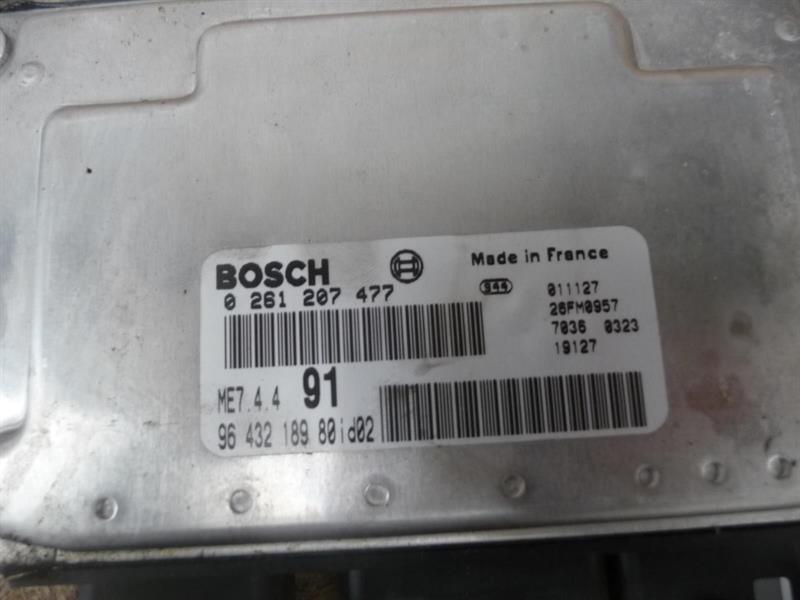 BOSCH
Made in France
0 261 207 477
944
011127
26FM0957
7036 0323
19127
ME7.4.4 91
96 432 189 80id02